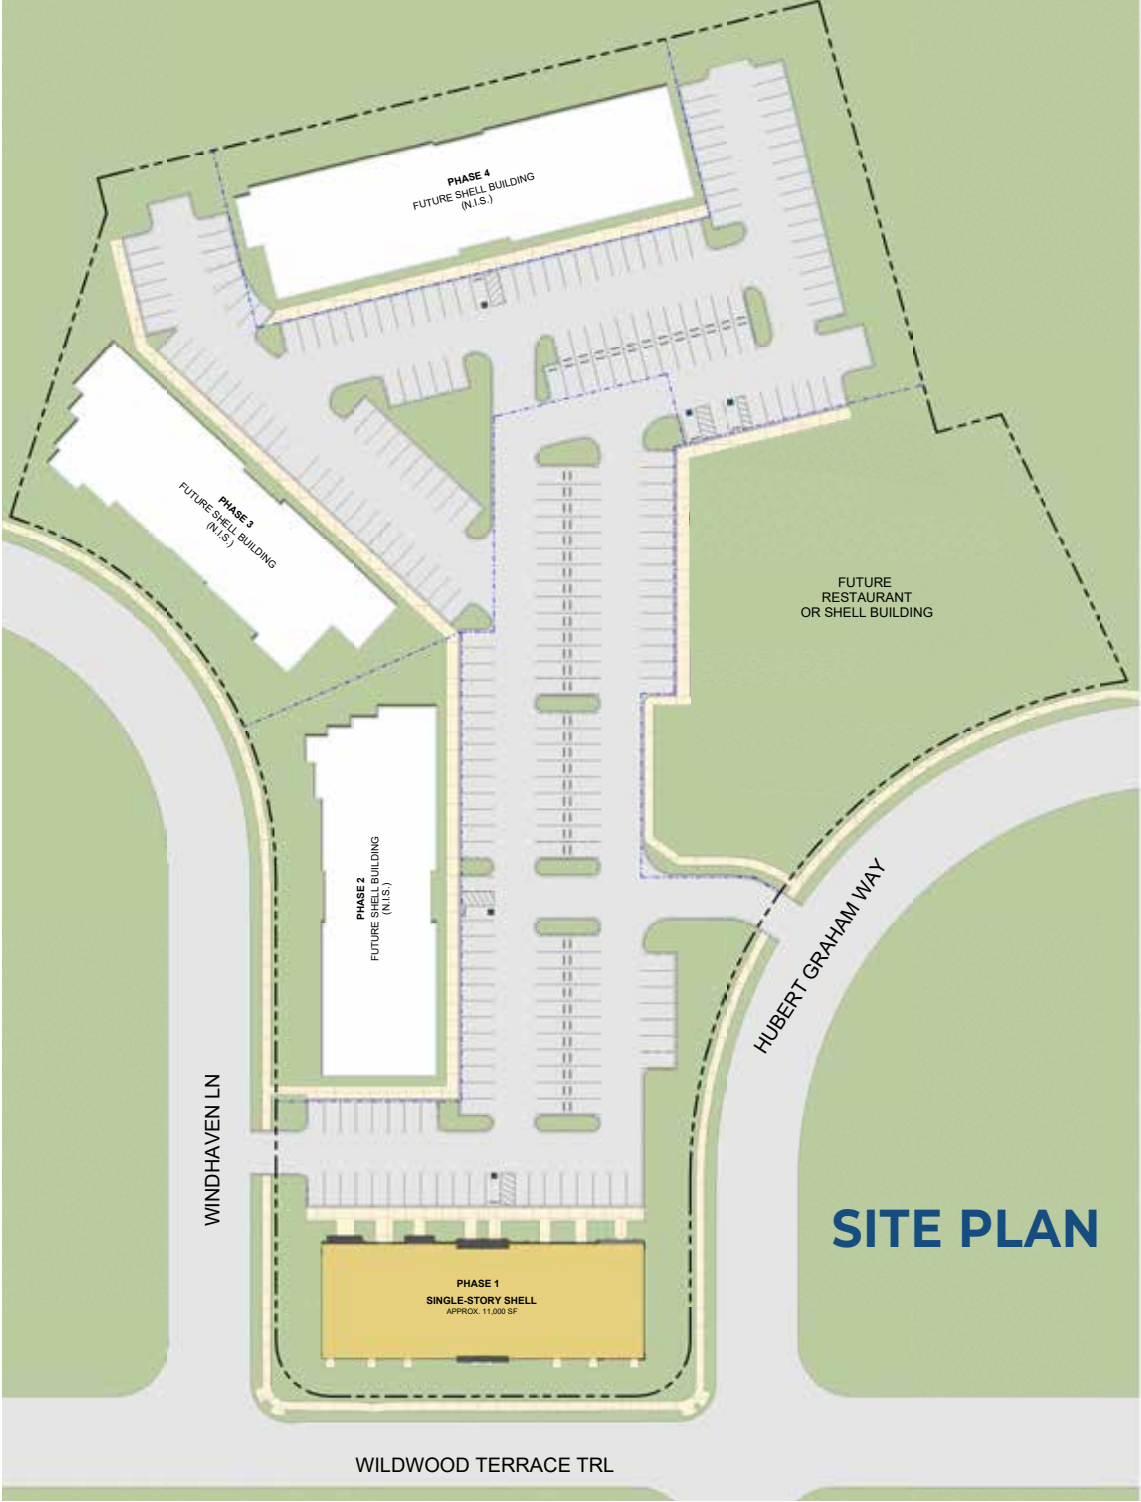 PHASE 4
FUTURE SHELL BUILDING
(N.I.S.)
PHASE 3
FUTURE SHELL BUILDING
(N.I.S.)
FUTURE
RESTAURANT
OR SHELL BUILDING
PHASE 2
FUTURE SHELL BUILDING
(N.I.S.)
HUBERT GRAHAM WAY
WINDHAVEN LN
SITE PLAN
PHASE 1
SINGLE-STORY SHELL
APPROX. 11,000 SF
WILDWOOD TERRACE TRL